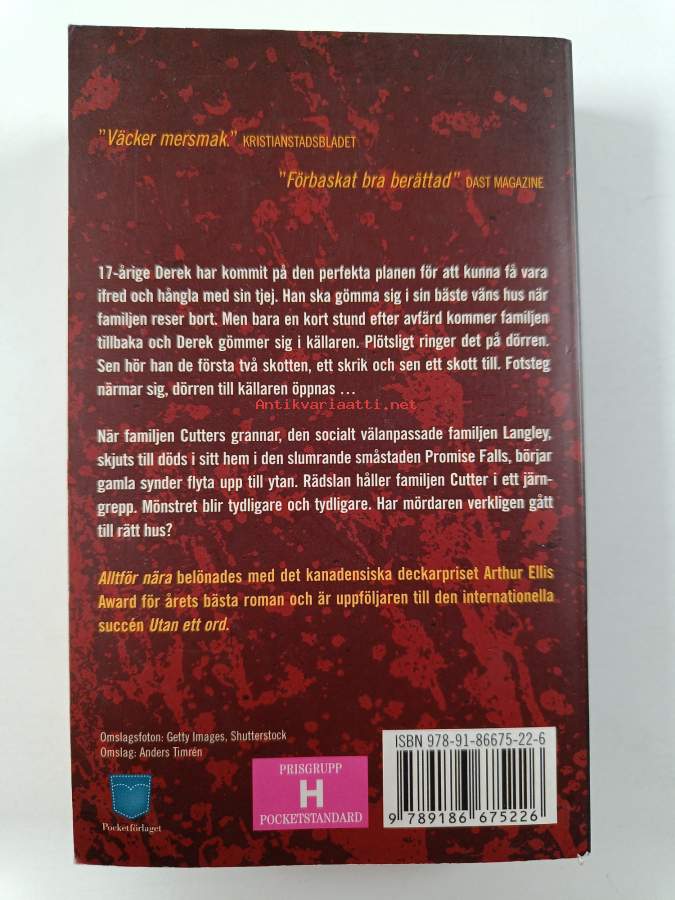 ”Väcker mersmak.” KRISTIANSTADSBLADET
”Förbaskat bra berättad” DAST MAGAZINE
17-årige Derek har kommit på den perfekta planen för att kunna få vara
ifred och hångla med sin tjej. Han ska gömma sig i sin bäste väns hus när
familjen reser bort. Men bara en kort stund efter avfärd kommer familjen
tillbaka och Derek gömmer sig i källaren. Plötsligt ringer det på dörren.
Sen hör han de första två skotten, ett skrik och sen ett skott till. Fotsteg
närmar sig, dörren till källaren öppnas ...
Antikvariaatti.net
När familjen Cutters grannar, den socialt välanpassade familjen Langley,
skjuts till döds i sitt hem i den slumrande småstaden Promise Falls, börjar
gamla synder flyta upp till ytan. Rädslan håller familjen Cutter i ett järn-
grepp. Mönstret blir tydligare och tydligare. Har mördaren verkligen gått
till rätt hus?
Alltför nära belönades med det kanadensiska deckarpriset Arthur Ellis
Award för årets bästa roman och är uppföljaren till den internationella
succén Utan ett ord.
Omslagsfoton: Getty Images, Shutterstock
Omslag: Anders Timrén
Pocketförlaget
PRISGRUPP
H
POCKETSTANDARD
ISBN 978-91-86675-22-6
9 789186 675226